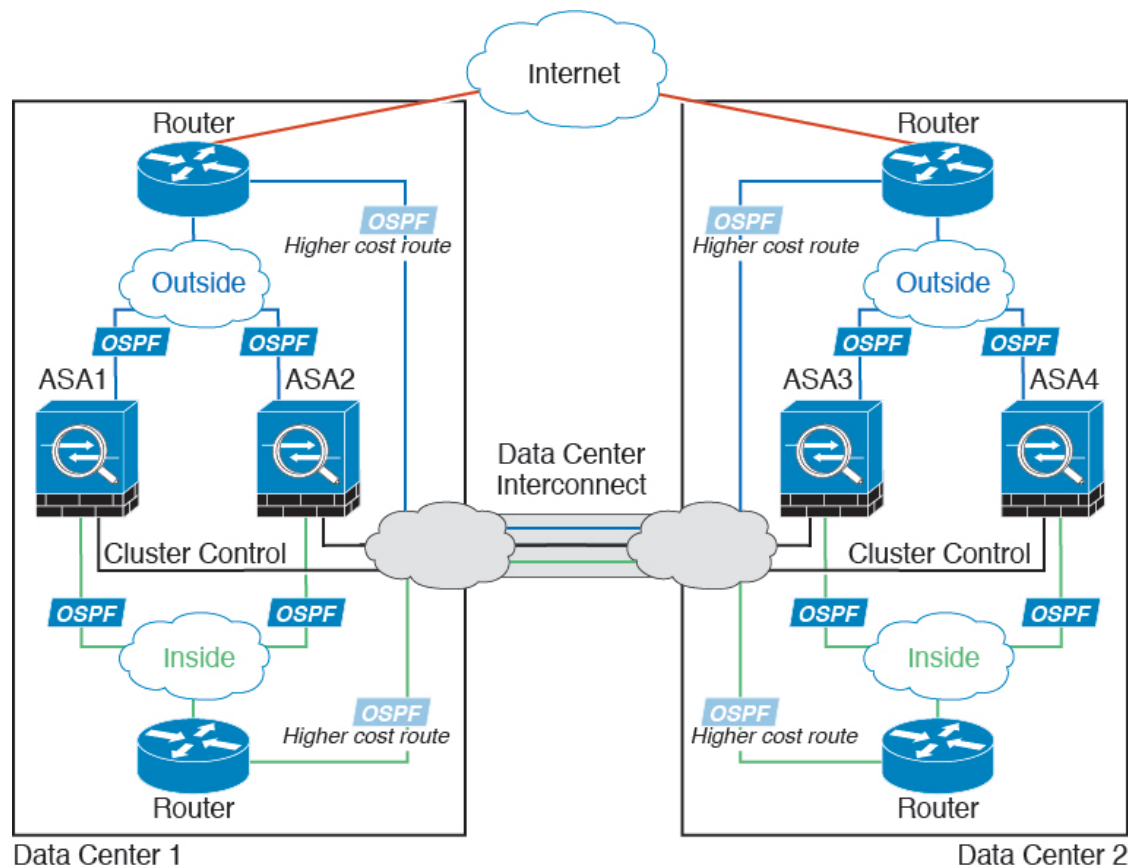 Internet
Router
Router
OSPF
Higher cost route
OSPF
Higher cost route
Outside
Outside
OSPF
OSPF
OSPF
OSPF
ASA1
ASA2
ASA3
ASA4
Data Center
Interconnect
Cluster Control
Cluster Control
OSPF
OSPF
OSPF
OSPF
Inside
Inside
OSPF
Higher cost route
OSPF
Higher cost route
Router
Router
Data Center 1
Data Center 2